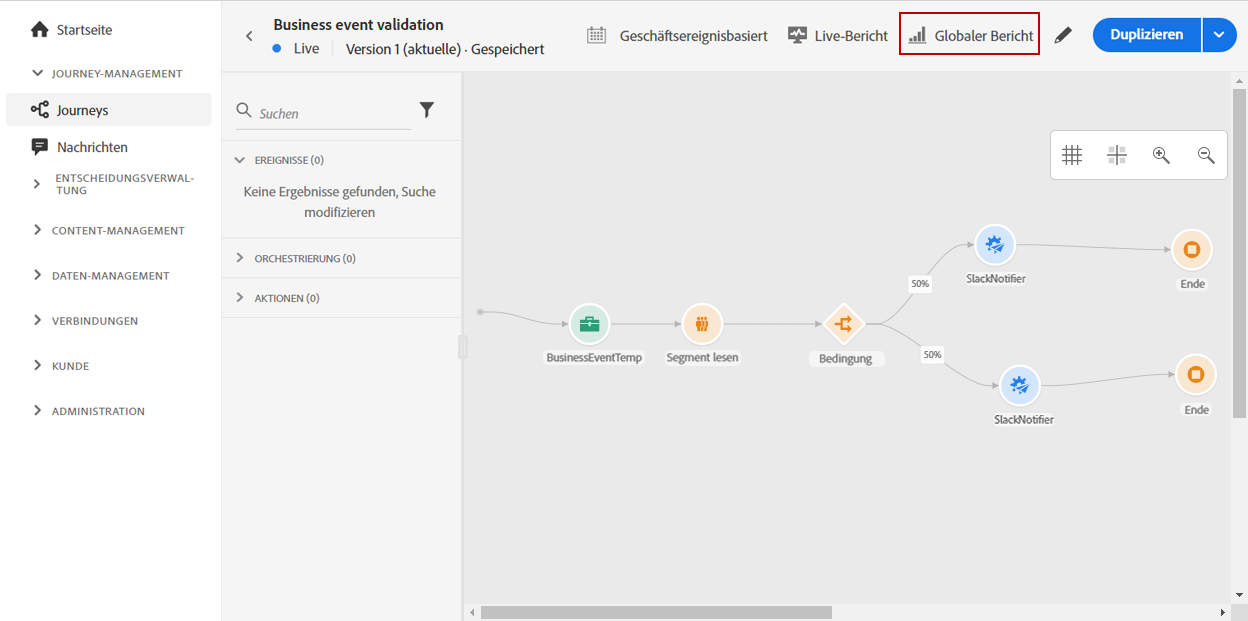 Startseite
JOURNEY-MANAGEMENT
Journeys
Nachrichten
ENTSCHEIDUNGSVERWAL-
TUNG
CONTENT-MANAGEMENT
DATEN-MANAGEMENT
VERBINDUNGEN
KUNDE
ADMINISTRATION
Business event validation
Live
Version 1 (aktuelle) · Gespeichert
Geschäftsereignisbasiert
Live-Bericht
Globaler Bericht
Duplizieren
Suchen
EREIGNISSE (0)
Keine Ergebnisse gefunden, Suche
modifizieren
ORCHESTRIERUNG (0)
AKTIONEN (0)
BusinessEventTemp
Segment lesen
Bedingung
50%
SlackNotifier
Ende
50%
SlackNotifier
Ende